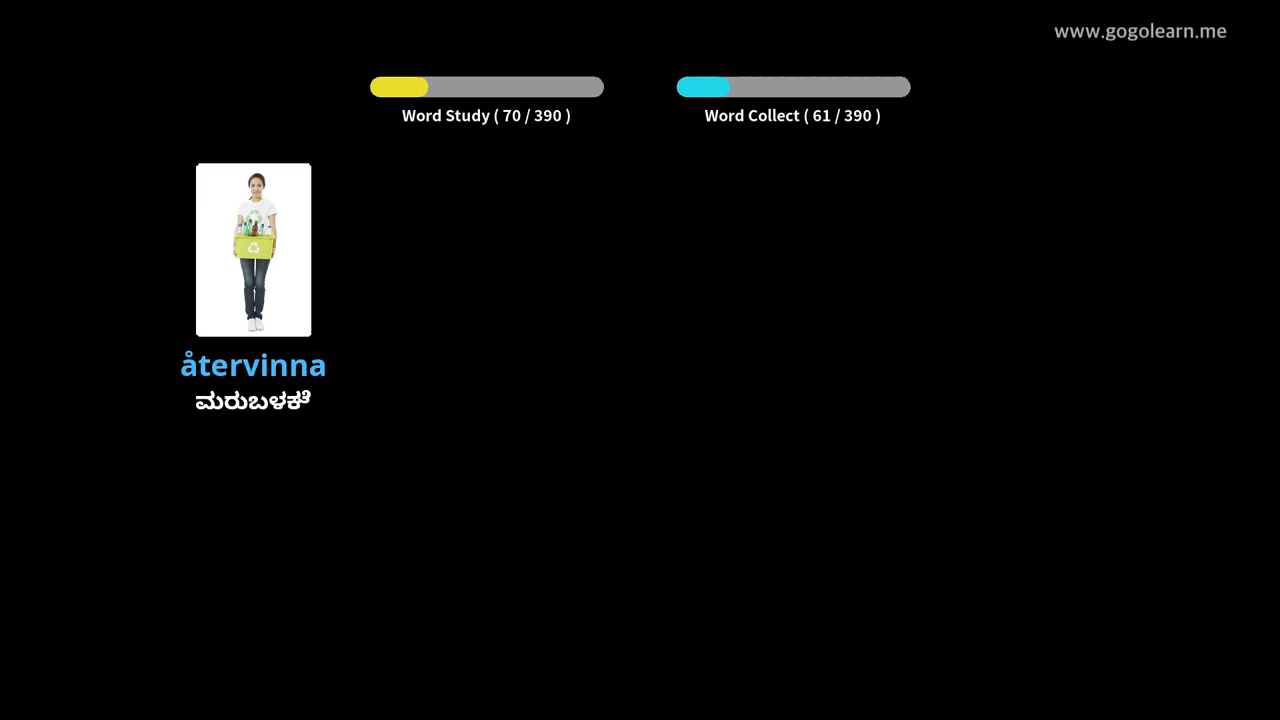 www.gogolearn.me
Word Study ( 70 / 390 )
Word Collect ( 61 / 390 )
återvinna
ಮರುಬಳಕೆ